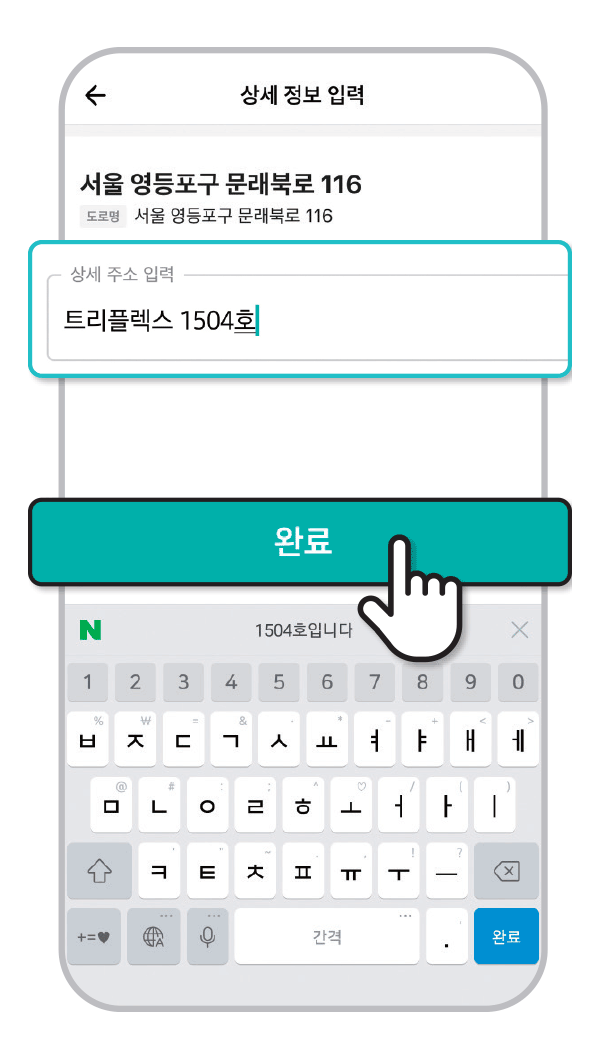 상세 정보 입력
서울 영등포구 문래북로 116
도로명 서울 영등포구 문래북로 116
상세 주소 입력
트리플렉스 1504호
완료
N 1504호입니다
1 2 3 4 5 6 7 8 9 0
% ₩ = & · * - + < >
ㅂ ㅈ ㄷ ㄱ ㅅ ㅛ ㅕ ㅑ ㅐ ㅔ
@ # : ; ^ ♡ / ( )
ㅁ ㄴ ㅇ ㄹ ㅎ ㅗ ㅓ ㅏ ㅣ
' " ~ . , ! ?
ㅋ ㅌ ㅊ ㅍ ㅠ ㅜ ㅡ
+=♥ A 간격 . 완료